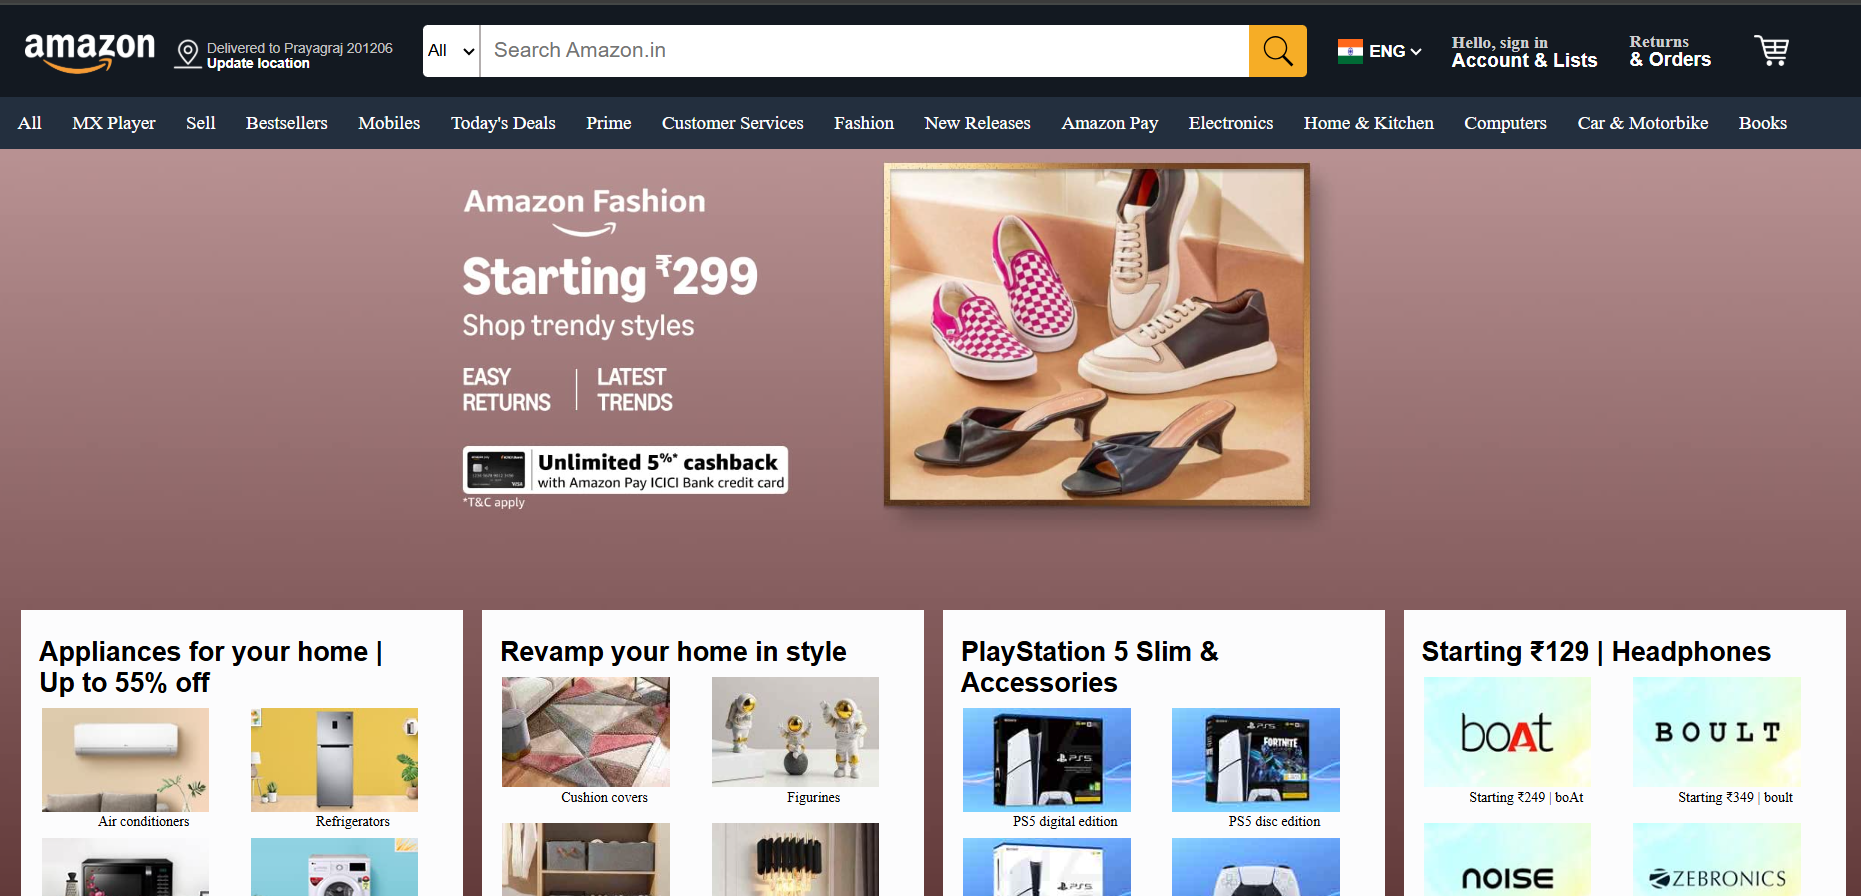 amazon
Delivered to Prayagraj 201206
Update location
All
Search Amazon.in
ENG
Hello, sign in
Account & Lists
Returns
& Orders
All MX Player Sell Bestsellers Mobiles Today's Deals Prime Customer Services Fashion New Releases Amazon Pay Electronics Home & Kitchen Computers Car & Motorbike Books
Amazon Fashion
Starting ₹299
Shop trendy styles
EASY
RETURNS
LATEST
TRENDS
Unlimited 5%* cashback
with Amazon Pay ICICI Bank credit card
*T&C apply
Appliances for your home |
Up to 55% off
Air conditioners
Refrigerators
Revamp your home in style
Cushion covers
Figurines
PlayStation 5 Slim &
Accessories
PS5
PS5
FORTNITE
PS5 digital edition
PS5 disc edition
PS5
Starting ₹129 | Headphones
boAt
BOULT
Starting ₹249 | boAt
Starting ₹349 | boult
noise
ZEBRONICS